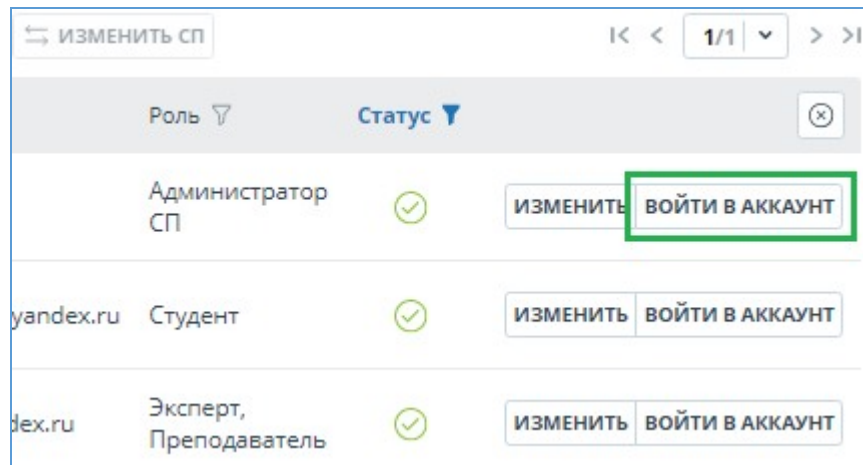 ИЗМЕНИТЬ СП
1/1
Роль Статус
Администратор
СП
ИЗМЕНИТЬ ВОЙТИ В АККАУНТ
yandex.ru Студент ИЗМЕНИТЬ ВОЙТИ В АККАУНТ
dex.ru
Эксперт,
Преподаватель
ИЗМЕНИТЬ ВОЙТИ В АККАУНТ